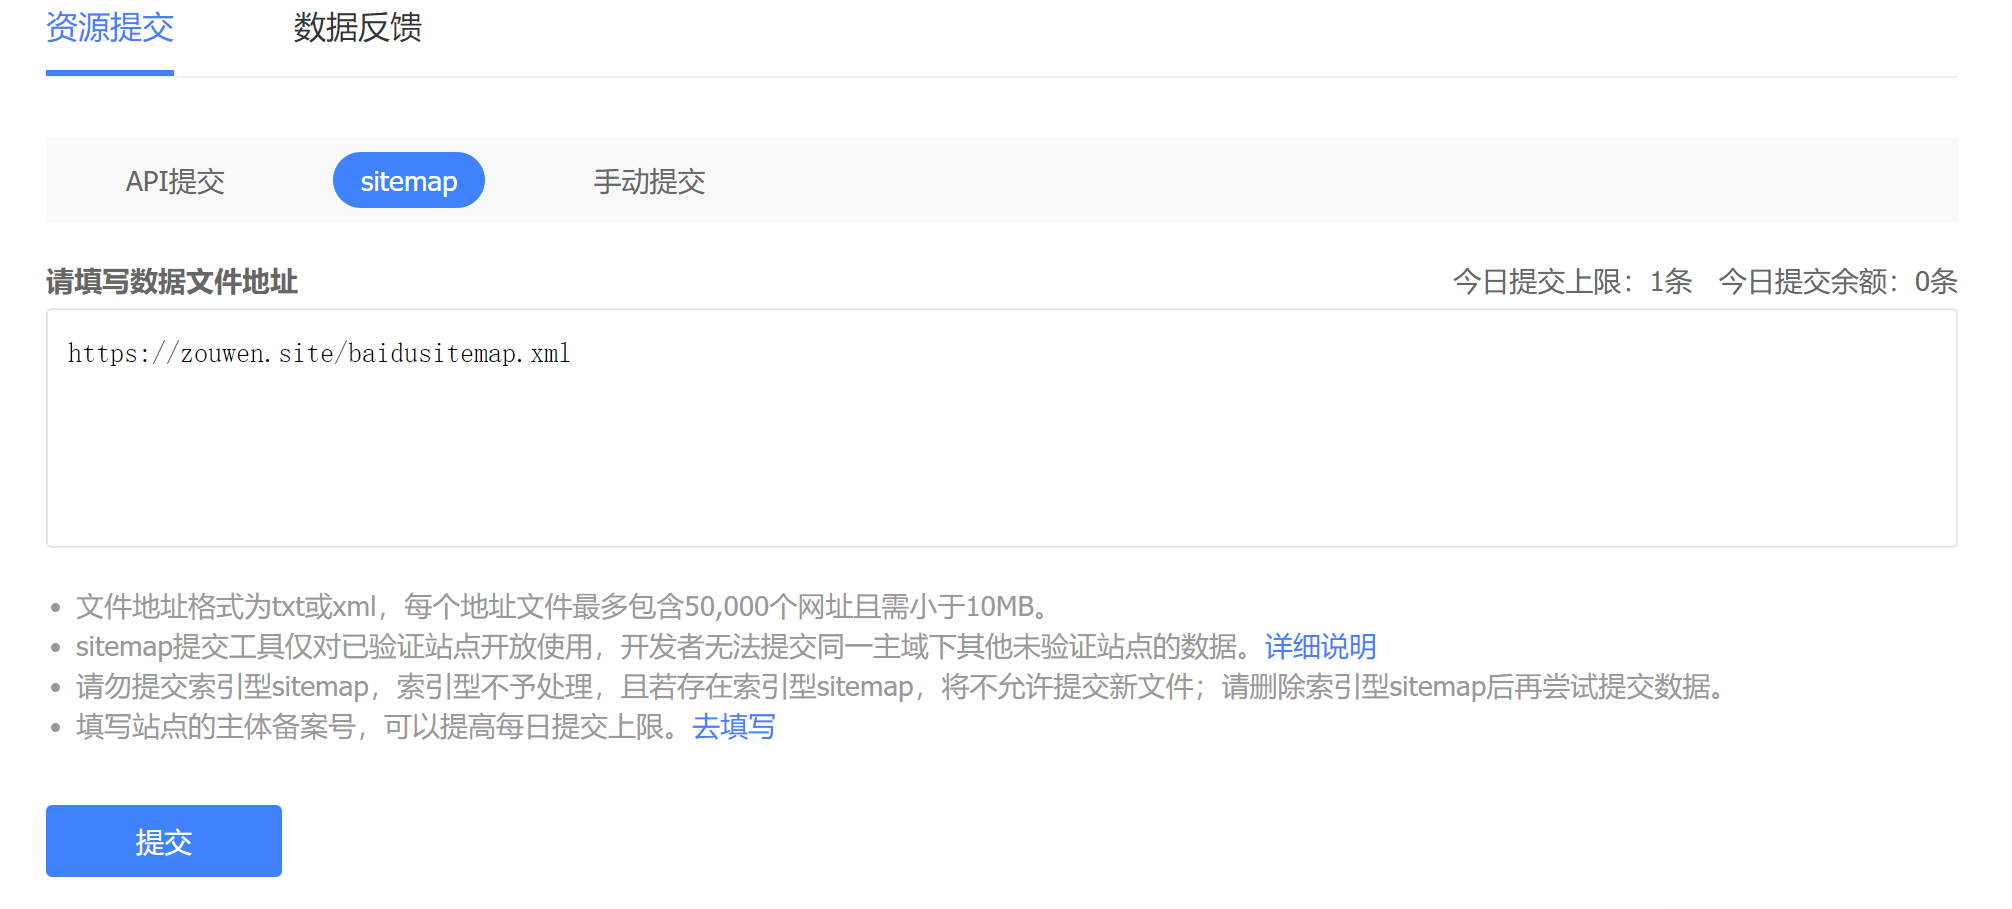 资源提交 数据反馈
API提交 sitemap 手动提交
请填写数据文件地址 今日提交上限：1条 今日提交余额：0条
https://zouwen.site/baidusitemap.xml
文件地址格式为txt或xml，每个地址文件最多包含50,000个网址且需小于10MB。
sitemap提交工具仅对已验证站点开放使用，开发者无法提交同一主域下其他未验证站点的数据。详细说明
请勿提交索引型sitemap，索引型不予处理，且若存在索引型sitemap，将不允许提交新文件；请删除索引型sitemap后再尝试提交数据。
填写站点的主体备案号，可以提高每日提交上限。去填写
提交